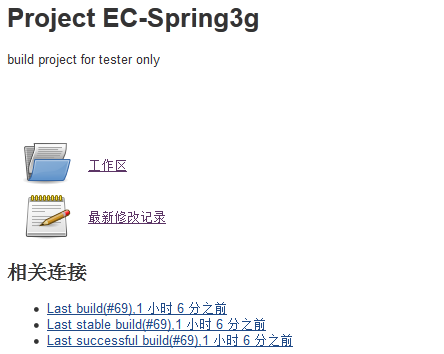 Project EC-Spring3g
build project for tester only
工作区
最新修改记录
相关连接
Last build(#69),1 小时 6 分之前
Last stable build(#69),1 小时 6 分之前
Last successful build(#69),1 小时 6 分之前